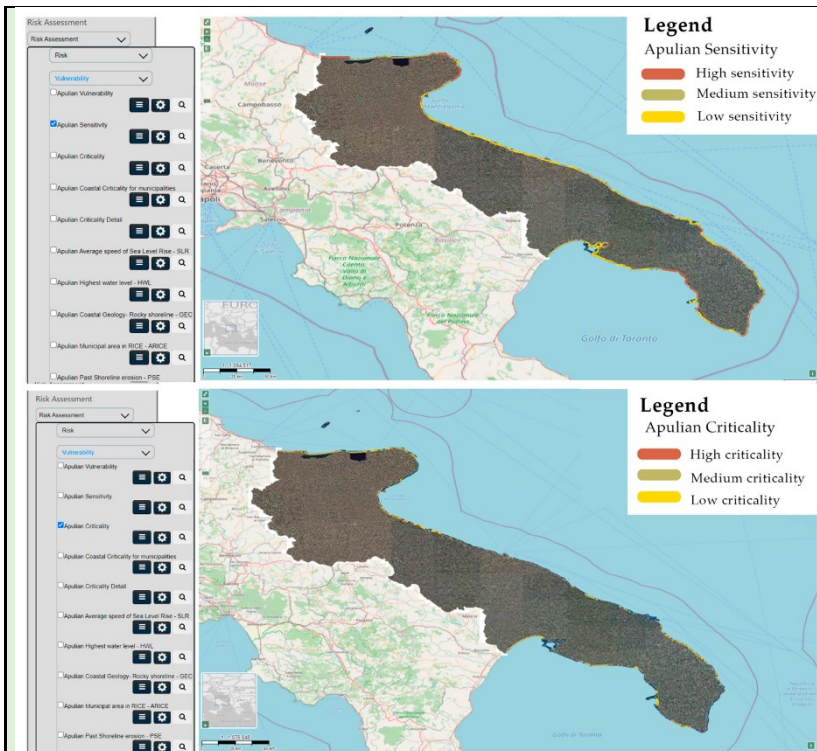 Risk Assessment
Risk Assessment
Risk
Vulnerability
Apulian Vulnerability
Apulian Sensitivity
Apulian Criticality
Apulian Coastal Criticality for municipalities
Apulian Criticality Detail
Apulian Average speed of Sea Level Rise - SLR
Apulian Highest water level - HWL
Apulian Coastal Geology- Rocky shoreline - GEC
Apulian Municipal area in RICE - ARICE
Apulian Past Shoreline erosion - PSE
Legend
Apulian Sensitivity
High sensitivity
Medium sensitivity
Low sensitivity
Molise
Campobasso
Benevento
Caserta
Avellino
Campania
Salerno
Potenza
Basilicata
Parco Nazionale
del Pollino
Golfo di Taranto
EURC
Risk Assessment
Risk Assessment
Risk
Vulnerability
Apulian Vulnerability
Apulian Sensitivity
Apulian Criticality
Apulian Coastal Criticality for municipalities
Apulian Criticality Detail
Apulian Average speed of Sea Level Rise - SLR
Apulian Highest water level - HWL
Apulian Coastal Geology- Rocky shoreline - GEC
Apulian Municipal area in RICE - ARICE
Apulian Past Shoreline erosion - PSE
Legend
Apulian Criticality
High criticality
Medium criticality
Low criticality
Golfo di Taranto